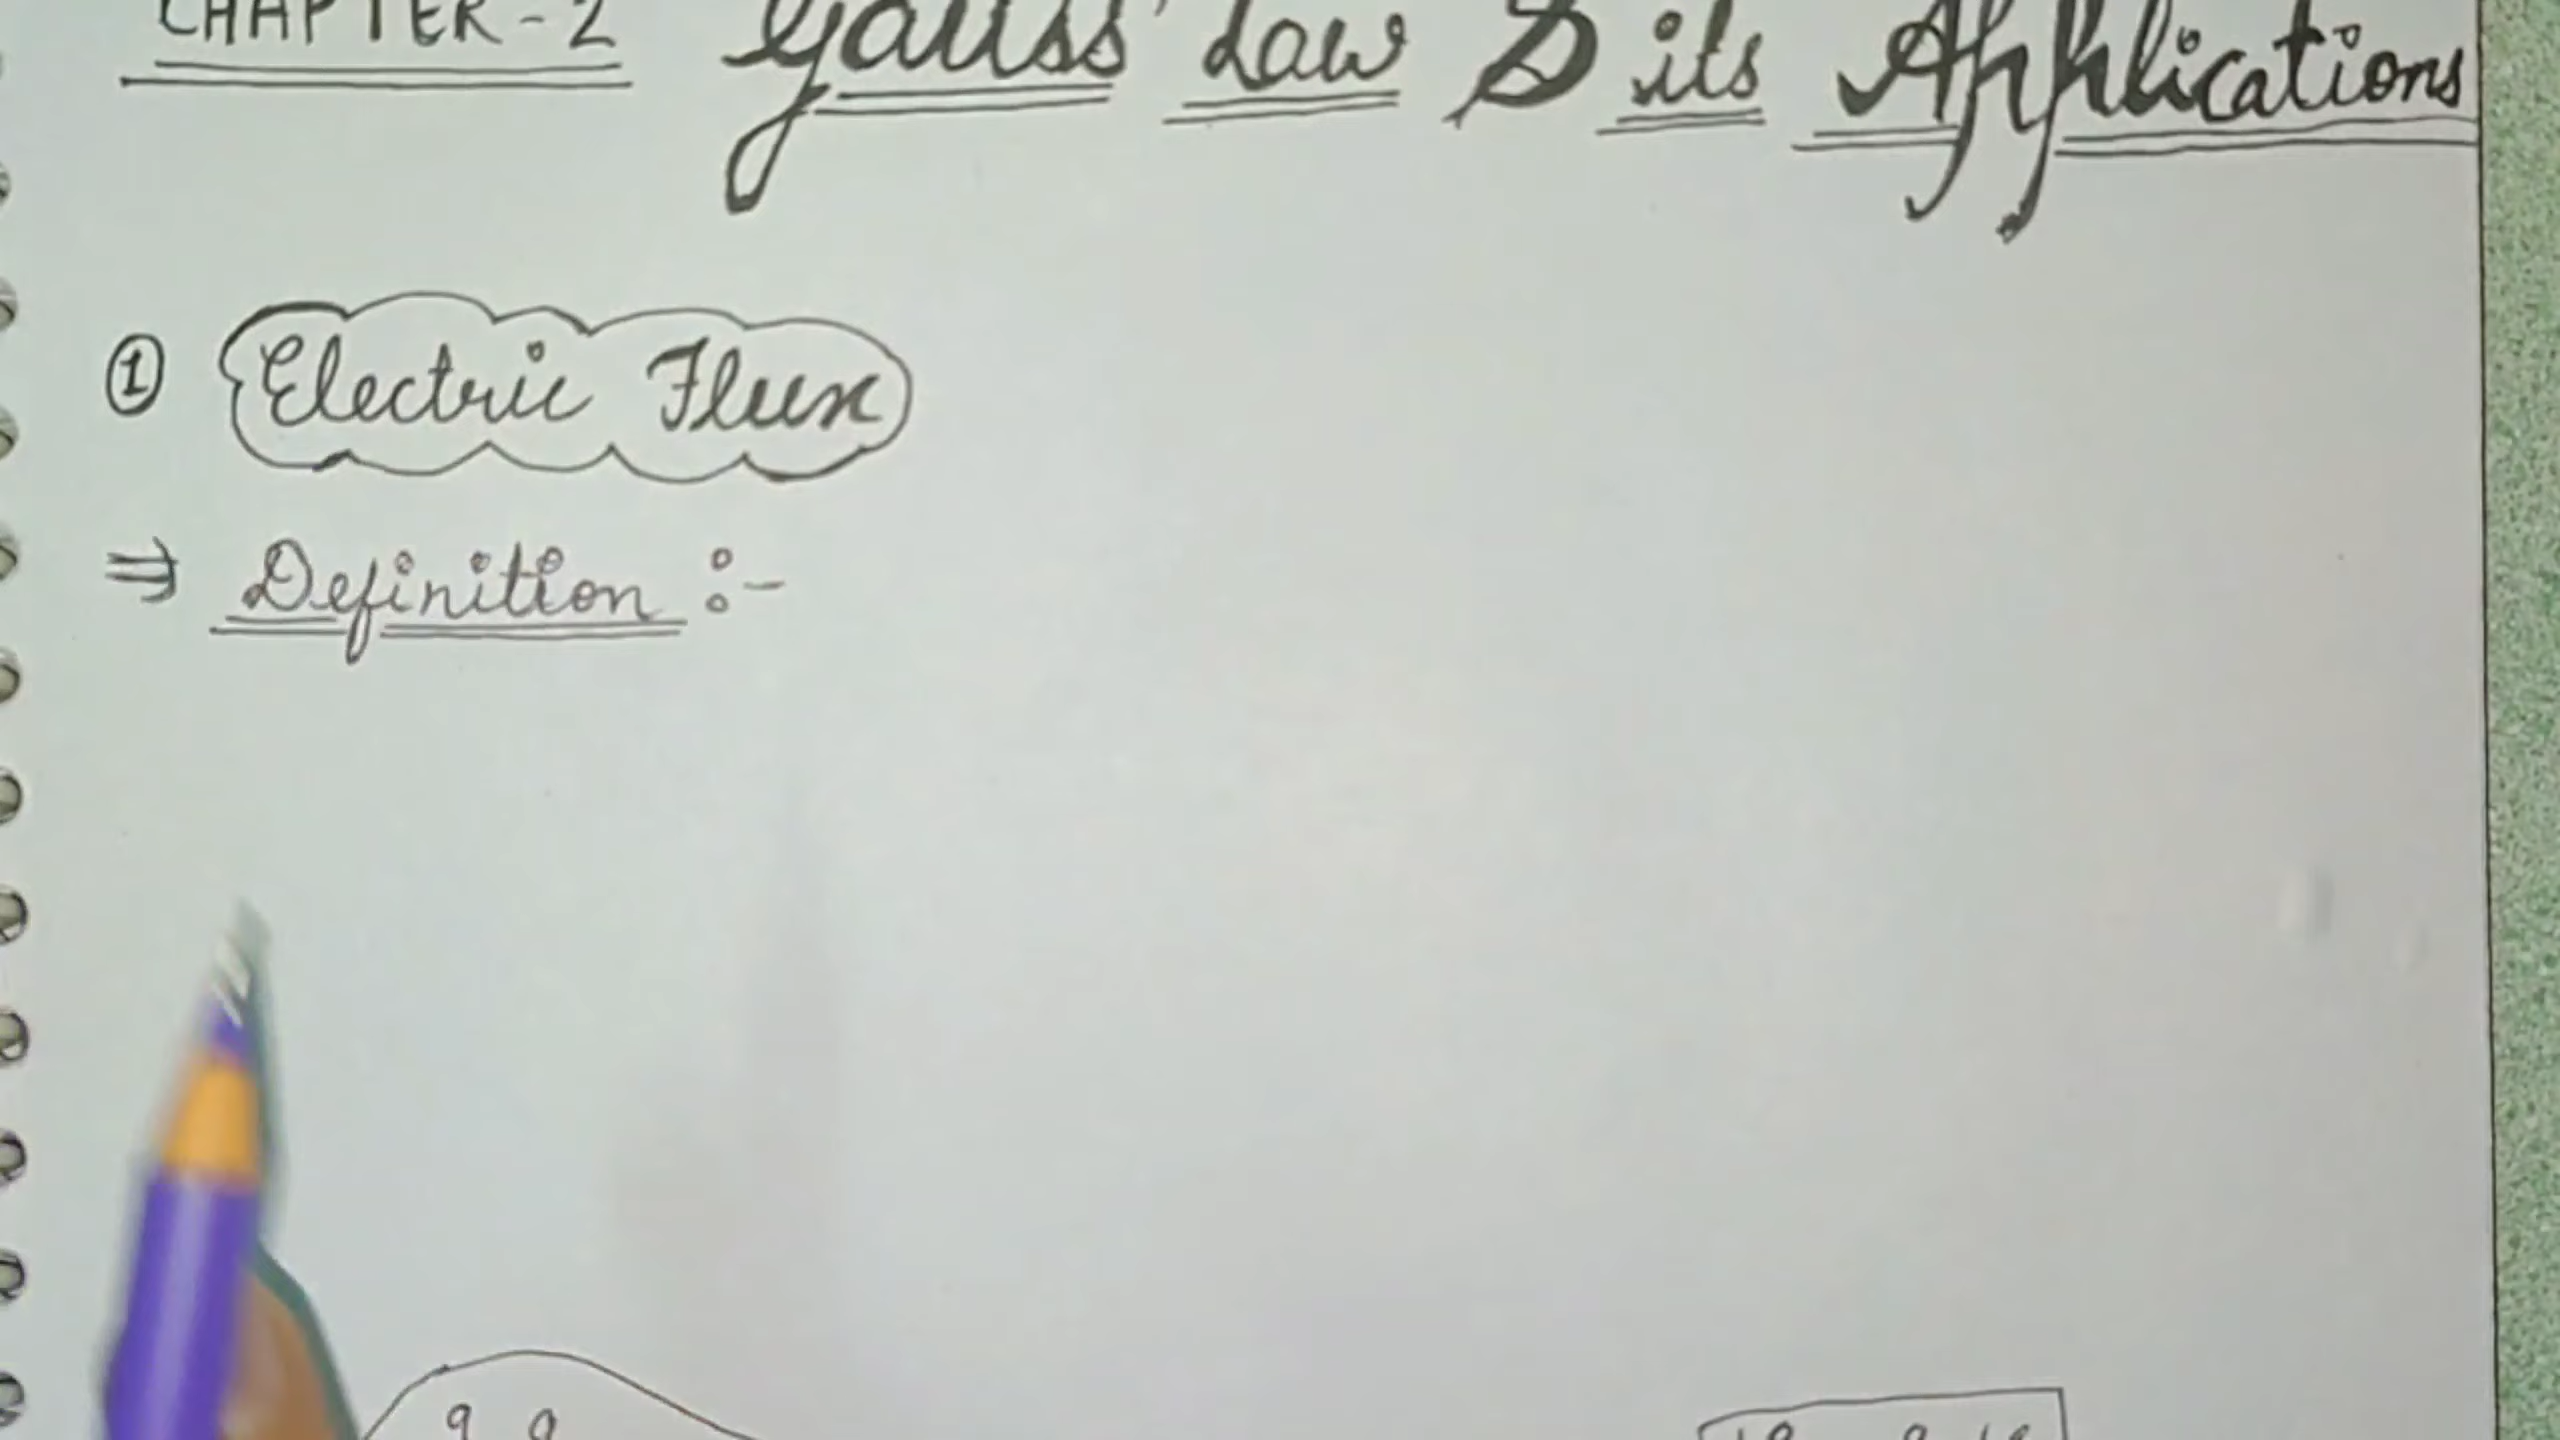 CHAPTER-2 Gauss' Law & its Applications
① Electric Flux
⇒ Definition :-